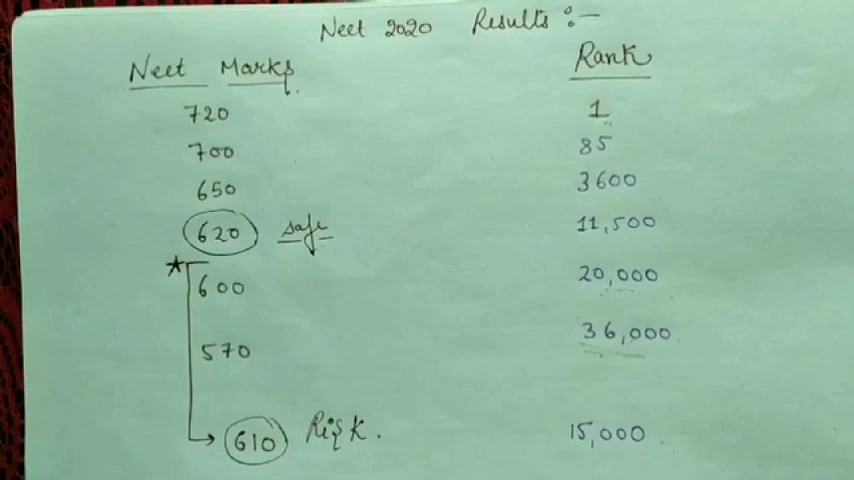 Neet 2020 Results :-
Neet Marks. Rank
720 1
700 85
650 3600
620 safe 11,500
600 20,000
570 36,000
610 Risk. 15,000